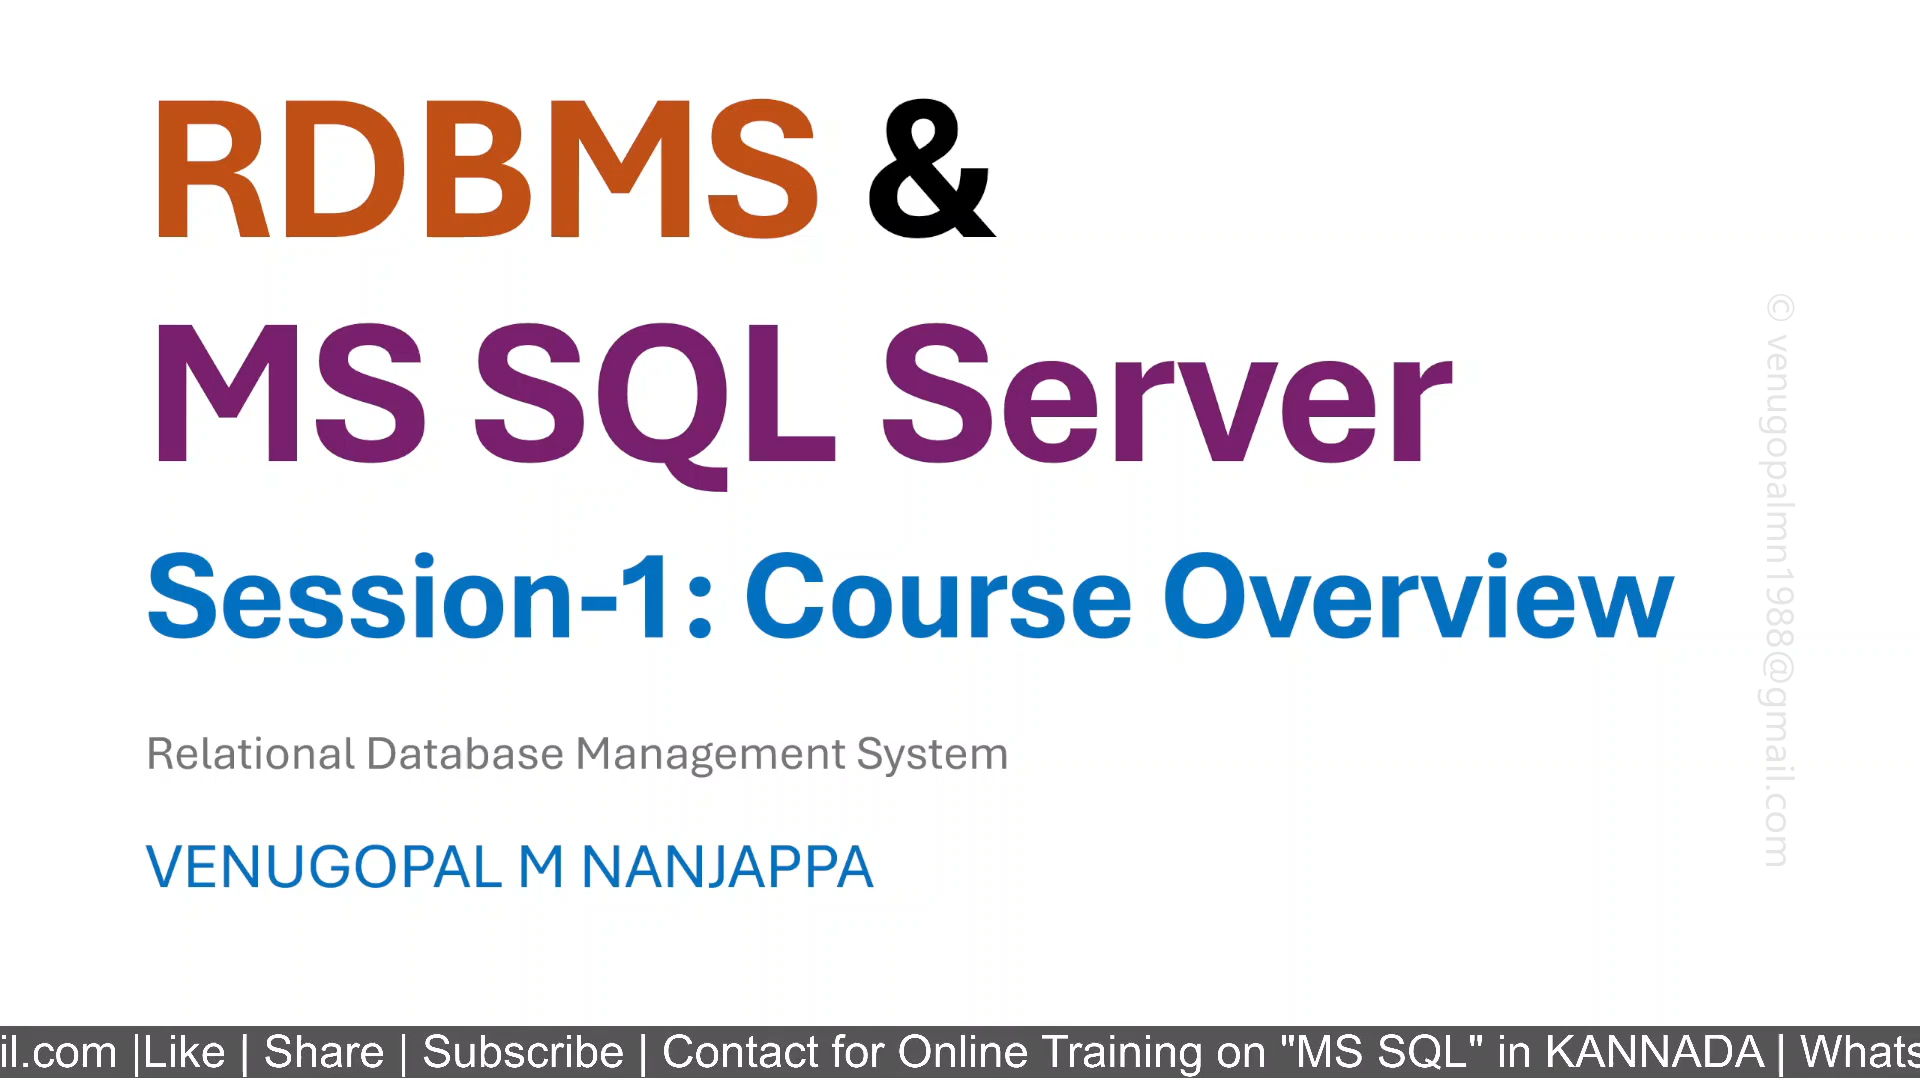 RDBMS &
MS SQL Server
Session-1: Course Overview
Relational Database Management System
VENUGOPAL M NANJAPPA
© venugopalmn1988@gmail.com
il.com |Like | Share | Subscribe | Contact for Online Training on "MS SQL" in KANNADA | Whats